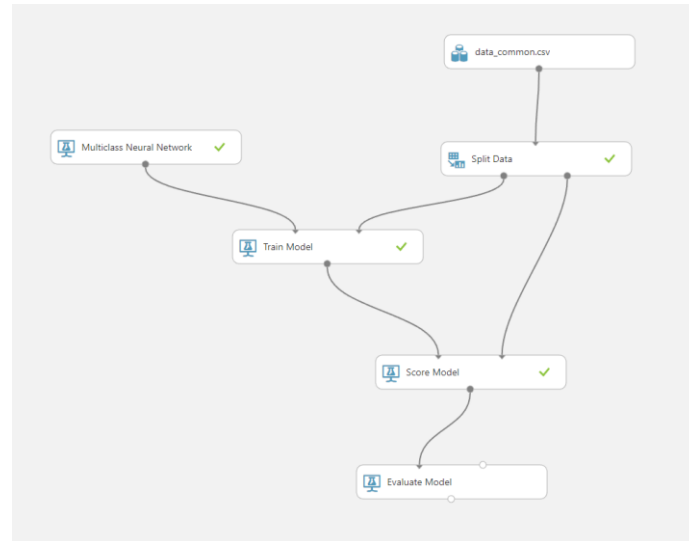 data_common.csv
Multiclass Neural Network
Split Data
Train Model
Score Model
Evaluate Model